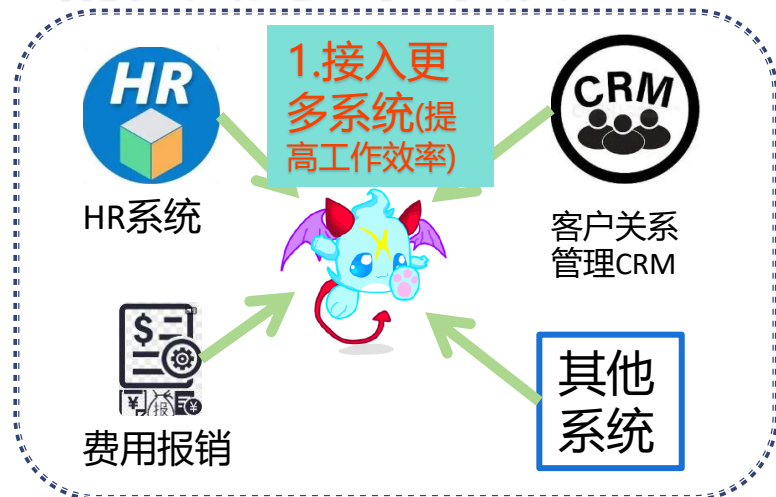 HR
1.接入更
多系统(提
高工作效率)
CRM
HR系统
客户关系
管理CRM
$
¥
报
¥
费用报销
其他
系统